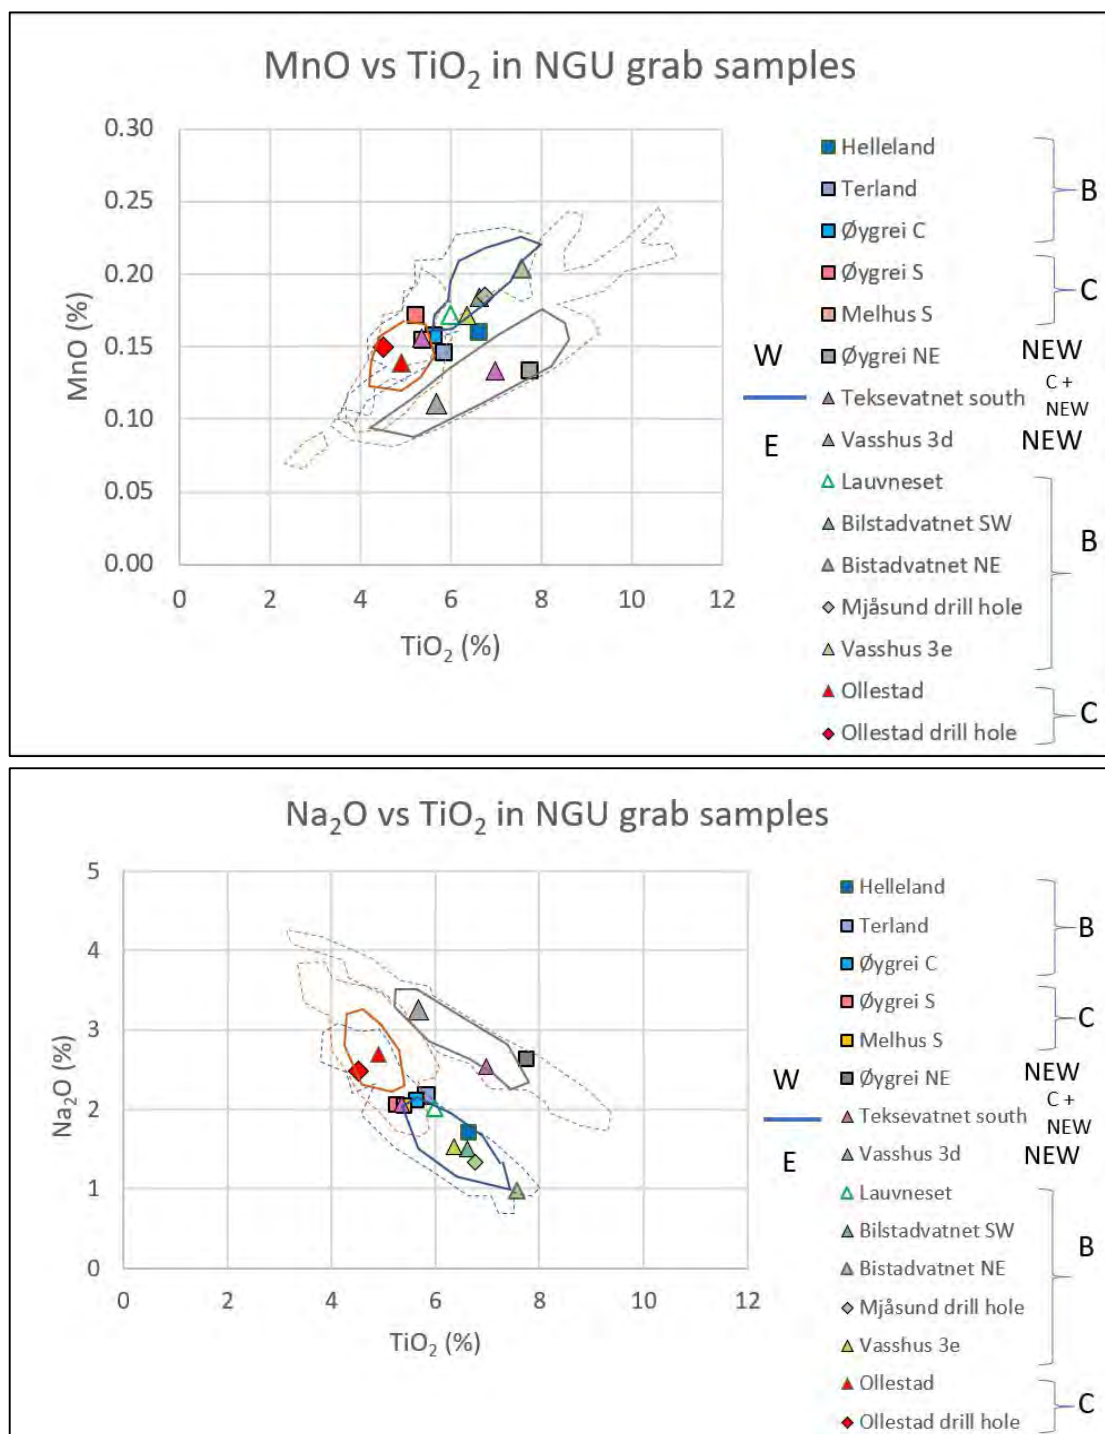 MnO vs TiO₂ in NGU grab samples
0.30
0.25
0.20
0.15
0.10
0.05
0.00
MnO (%)
0 2 4 6 8 10 12
TiO₂ (%)
Helleland
Terland
Øygrei C
B
Øygrei S
Melhus S
C
W
Øygrei NE
NEW
Teksevatnet south
C +
NEW
E
Vasshus 3d
NEW
Lauvneset
Bilstadvatnet SW
Bistadvatnet NE
Mjåsund drill hole
Vasshus 3e
B
Ollestad
Ollestad drill hole
C
Na₂O vs TiO₂ in NGU grab samples
5
4
3
2
1
0
Na₂O (%)
0 2 4 6 8 10 12
TiO₂ (%)
Helleland
Terland
Øygrei C
B
Øygrei S
Melhus S
C
W
Øygrei NE
NEW
Teksevatnet south
C +
NEW
E
Vasshus 3d
NEW
Lauvneset
Bilstadvatnet SW
Bistadvatnet NE
Mjåsund drill hole
Vasshus 3e
B
Ollestad
Ollestad drill hole
C